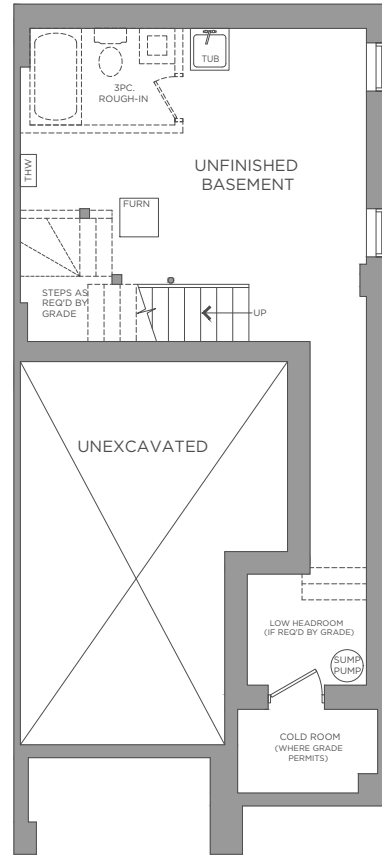 TUB
3PC.
ROUGH-IN
THW
UNFINISHED
BASEMENT
FURN
STEPS AS
REQ'D BY
GRADE
UP
UNEXCAVATED
LOW HEADROOM
(IF REQ'D BY GRADE)
SUMP
PUMP
COLD ROOM
(WHERE GRADE
PERMITS)